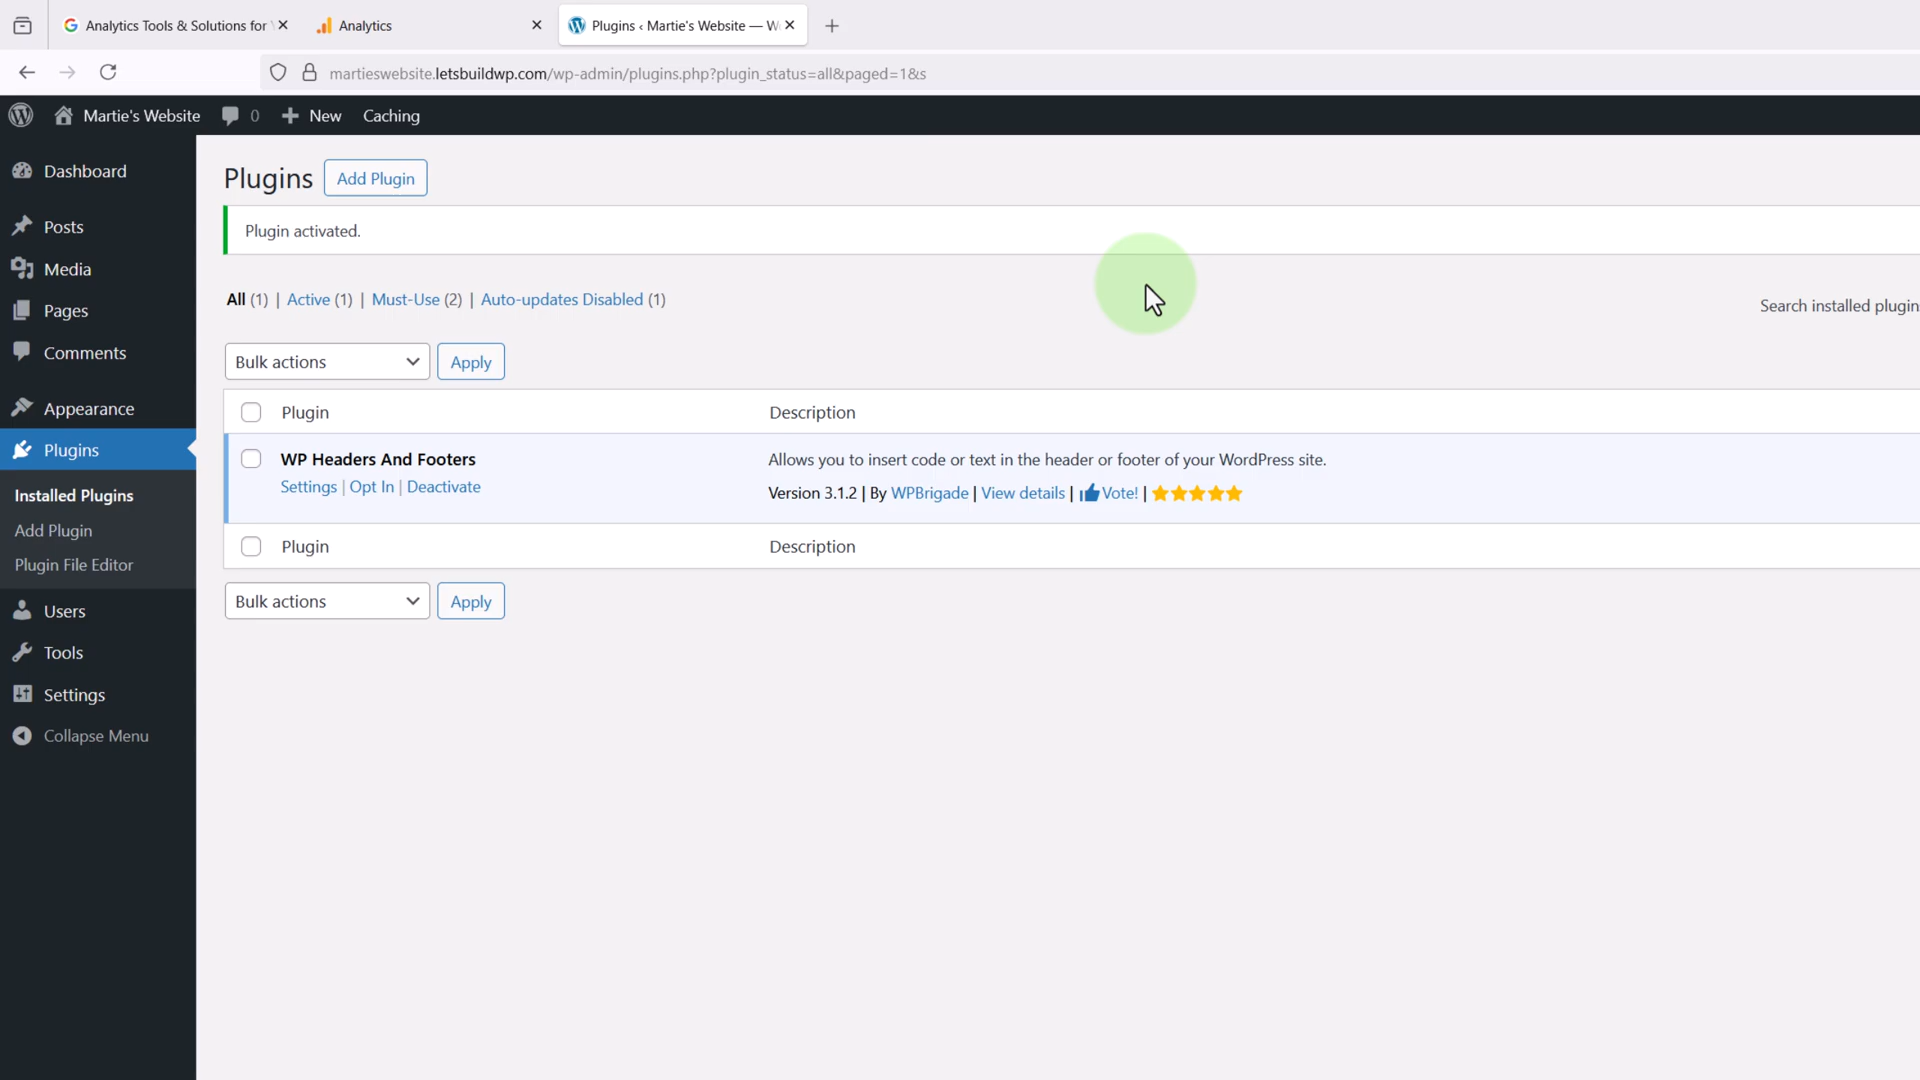 Analytics Tools & Solutions for
Analytics
Plugins ‹ Martie's Website — W
martieswebsite.letsbuildwp.com/wp-admin/plugins.php?plugin_status=all&paged=1&s
Martie's Website
0
New
Caching
Dashboard
Posts
Media
Pages
Comments
Appearance
Plugins
Installed Plugins
Add Plugin
Plugin File Editor
Users
Tools
Settings
Collapse Menu
Plugins
Add Plugin
Plugin activated.
All (1) | Active (1) | Must-Use (2) | Auto-updates Disabled (1)
Search installed plugin
Bulk actions
Apply
Plugin
Description
WP Headers And Footers
Settings | Opt In | Deactivate
Allows you to insert code or text in the header or footer of your WordPress site.
Version 3.1.2 | By WPBrigade | View details | Vote! |
Plugin
Description
Bulk actions
Apply